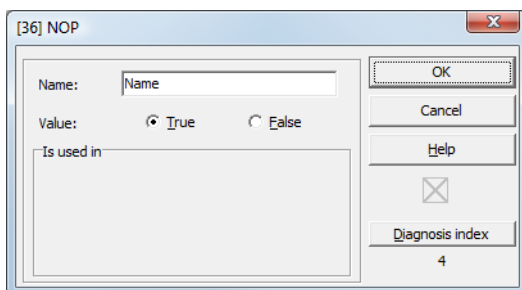 [36] NOP
Name: Name
Value: True False
Is used in
OK
Cancel
Help
Diagnosis index
4